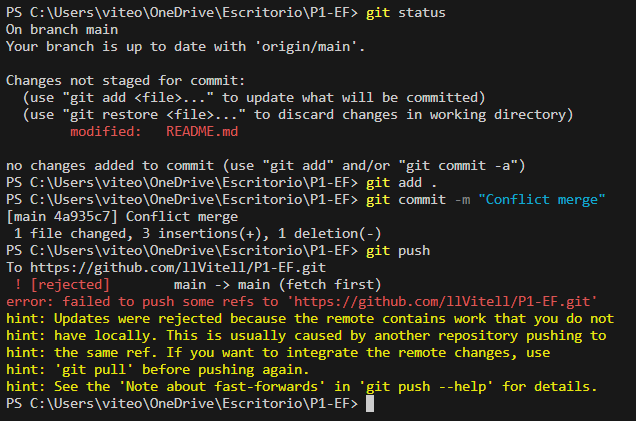 PS C:\Users\viteo\OneDrive\Escritorio\P1-EF> git status
On branch main
Your branch is up to date with 'origin/main'.
Changes not staged for commit:
(use "git add <file>..." to update what will be committed)
(use "git restore <file>..." to discard changes in working directory)
modified:   README.md
no changes added to commit (use "git add" and/or "git commit -a")
PS C:\Users\viteo\OneDrive\Escritorio\P1-EF> git add .
PS C:\Users\viteo\OneDrive\Escritorio\P1-EF> git commit -m "Conflict merge"
[main 4a935c7] Conflict merge
1 file changed, 3 insertions(+), 1 deletion(-)
PS C:\Users\viteo\OneDrive\Escritorio\P1-EF> git push
To https://github.com/llVitell/P1-EF.git
! [rejected]        main -> main (fetch first)
error: failed to push some refs to 'https://github.com/llVitell/P1-EF.git'
hint: Updates were rejected because the remote contains work that you do not
hint: have locally. This is usually caused by another repository pushing to
hint: the same ref. If you want to integrate the remote changes, use
hint: 'git pull' before pushing again.
hint: See the 'Note about fast-forwards' in 'git push --help' for details.
PS C:\Users\viteo\OneDrive\Escritorio\P1-EF>